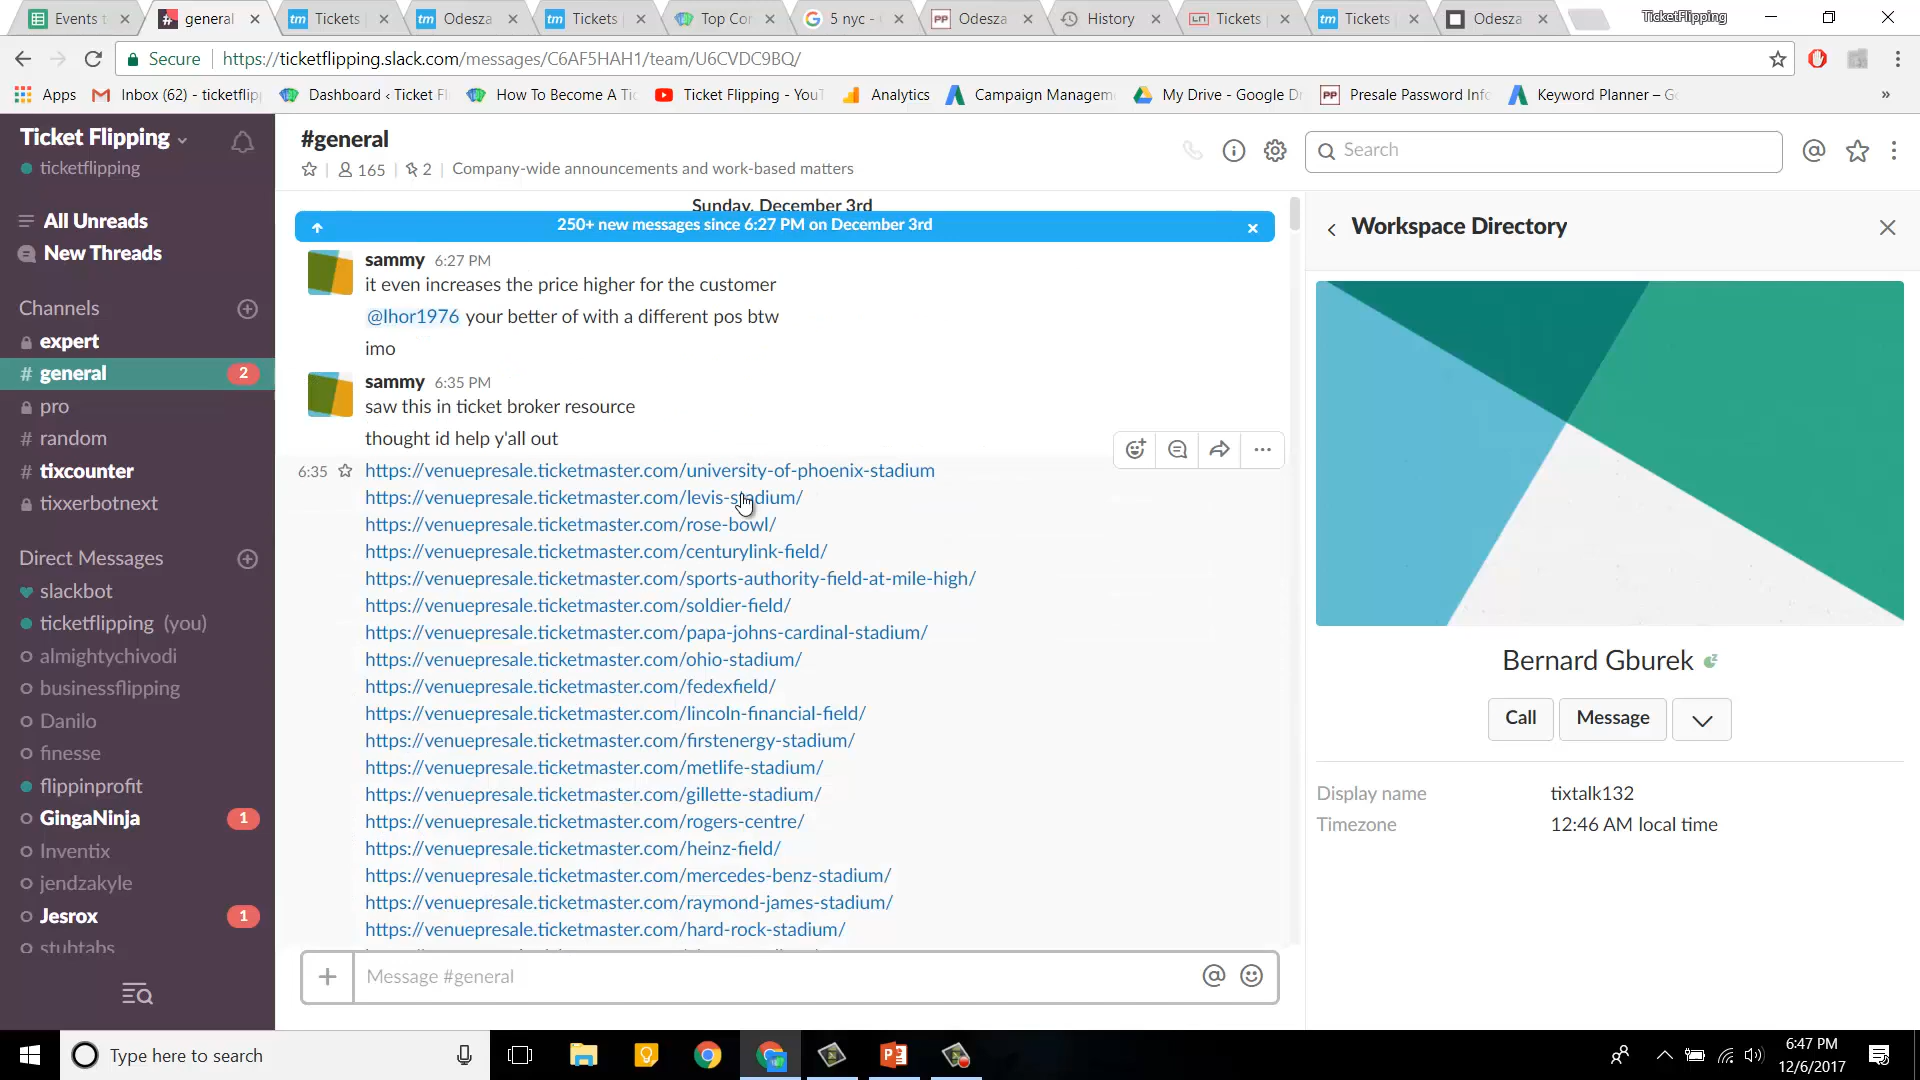 Events t
general
Tickets
Odesza
Tickets
Top Cor
5 nyc -
Odesza
History
Tickets
Tickets
Odesza
TicketFlipping
Secure
https://ticketflipping.slack.com/messages/C6AF5HAH1/team/U6CVDC9BQ/
Apps
Inbox (62) - ticketflip
Dashboard ‹ Ticket Fl
How To Become A Tic
Ticket Flipping - YouT
Analytics
Campaign Managem
My Drive - Google Dr
Presale Password Info
Keyword Planner – Go
»
Ticket Flipping
ticketflipping
All Unreads
New Threads
Channels
expert
# general 2
pro
# random
# tixcounter
tixxerbotnext
Direct Messages
slackbot
ticketflipping (you)
almightychivodi
businessflipping
Danilo
finesse
flippinprofit
GingaNinja 1
Inventix
jendzakyle
Jesrox 1
stubtabs
#general
165 | 2 | Company-wide announcements and work-based matters
Search
Sunday, December 3rd
250+ new messages since 6:27 PM on December 3rd
sammy 6:27 PM
it even increases the price higher for the customer
@lhor1976 your better of with a different pos btw
imo
sammy 6:35 PM
saw this in ticket broker resource
thought id help y'all out
6:35 https://venuepresale.ticketmaster.com/university-of-phoenix-stadium
https://venuepresale.ticketmaster.com/levis-stadium/
https://venuepresale.ticketmaster.com/rose-bowl/
https://venuepresale.ticketmaster.com/centurylink-field/
https://venuepresale.ticketmaster.com/sports-authority-field-at-mile-high/
https://venuepresale.ticketmaster.com/soldier-field/
https://venuepresale.ticketmaster.com/papa-johns-cardinal-stadium/
https://venuepresale.ticketmaster.com/ohio-stadium/
https://venuepresale.ticketmaster.com/fedexfield/
https://venuepresale.ticketmaster.com/lincoln-financial-field/
https://venuepresale.ticketmaster.com/firstenergy-stadium/
https://venuepresale.ticketmaster.com/metlife-stadium/
https://venuepresale.ticketmaster.com/gillette-stadium/
https://venuepresale.ticketmaster.com/rogers-centre/
https://venuepresale.ticketmaster.com/heinz-field/
https://venuepresale.ticketmaster.com/mercedes-benz-stadium/
https://venuepresale.ticketmaster.com/raymond-james-stadium/
https://venuepresale.ticketmaster.com/hard-rock-stadium/
Message #general
Workspace Directory
Bernard Gburek
Call
Message
Display name tixtalk132
Timezone 12:46 AM local time
Type here to search
6:47 PM
12/6/2017